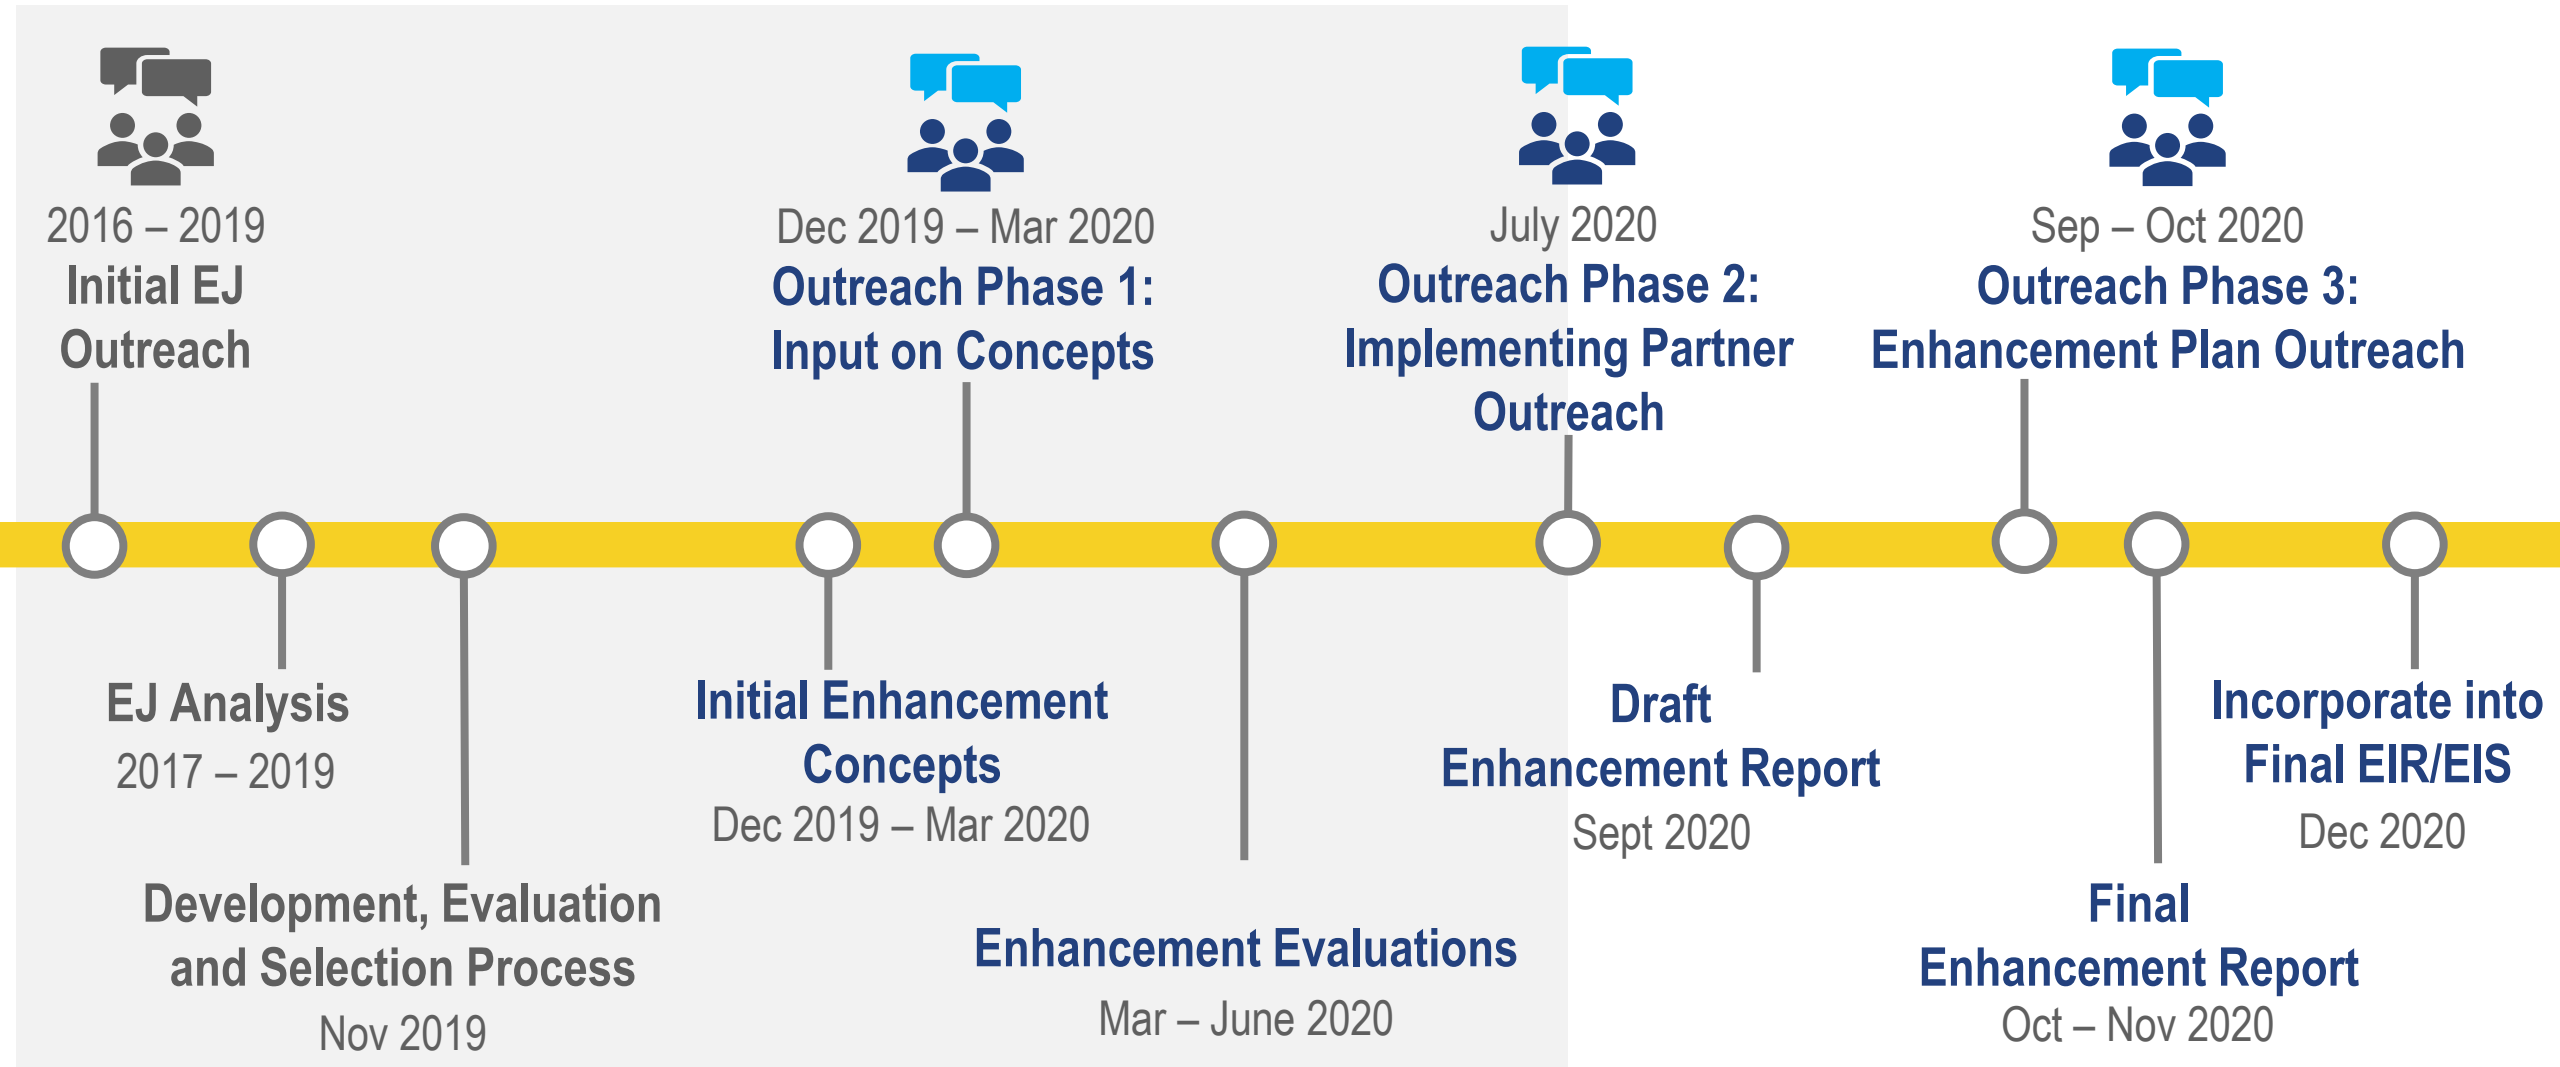 2016 – 2019
Initial EJ
Outreach
Dec 2019 – Mar 2020
Outreach Phase 1:
Input on Concepts
July 2020
Outreach Phase 2:
Implementing Partner
Outreach
Sep – Oct 2020
Outreach Phase 3:
Enhancement Plan Outreach
EJ Analysis
2017 – 2019
Development, Evaluation
and Selection Process
Nov 2019
Initial Enhancement
Concepts
Dec 2019 – Mar 2020
Enhancement Evaluations
Mar – June 2020
Draft
Enhancement Report
Sept 2020
Final
Enhancement Report
Oct – Nov 2020
Incorporate into
Final EIR/EIS
Dec 2020